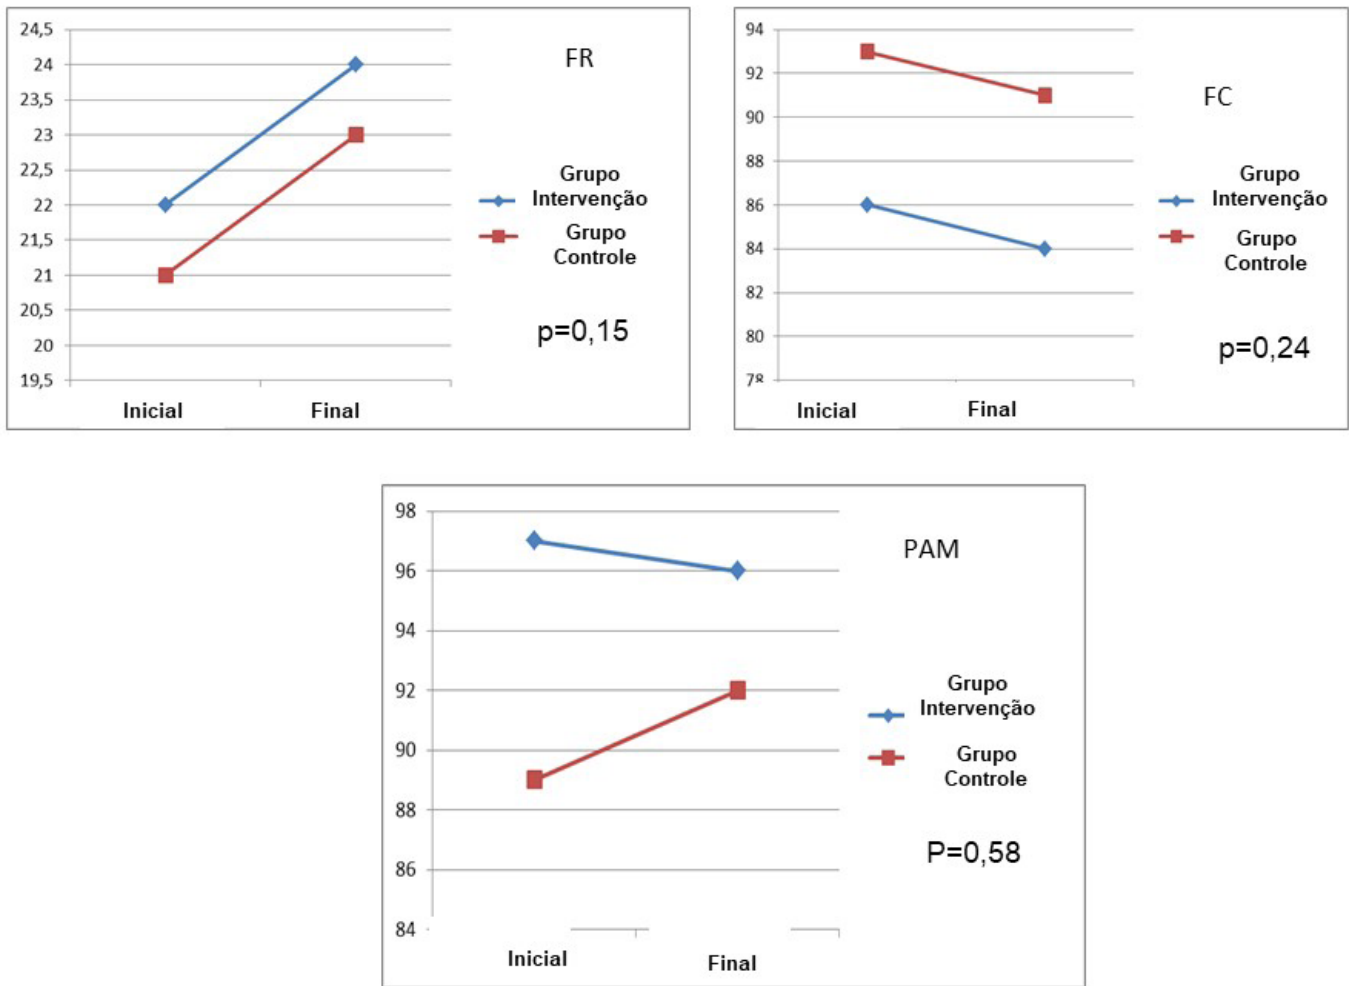 24,5
24
23,5
23
22,5
22
21,5
21
20,5
20
19,5
Inicial
Final
FR
Grupo
Intervenção
Grupo
Controle
p=0,15
94
92
90
88
86
84
82
80
78
Inicial
Final
FC
Grupo
Intervenção
Grupo
Controle
p=0,24
98
96
94
92
90
88
86
84
Inicial
Final
PAM
Grupo
Intervenção
Grupo
Controle
P=0,58